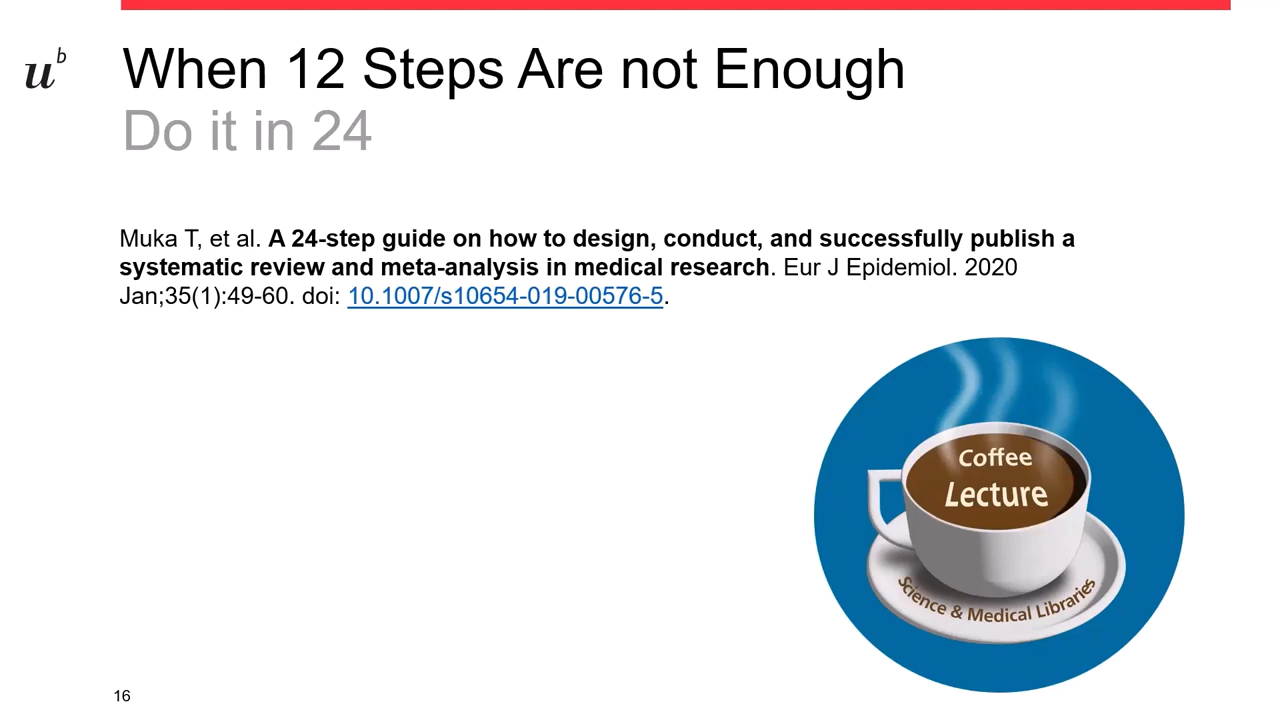 u^b
When 12 Steps Are not Enough
Do it in 24
Muka T, et al. A 24-step guide on how to design, conduct, and successfully publish a
systematic review and meta-analysis in medical research. Eur J Epidemiol. 2020
Jan;35(1):49-60. doi: 10.1007/s10654-019-00576-5.
Coffee
Lecture
Science & Medical Libraries
16